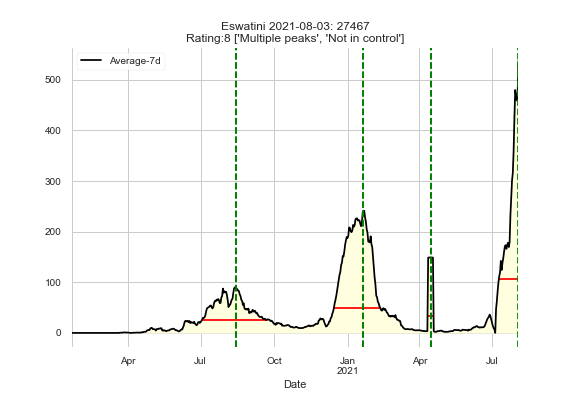 Eswatini 2021-08-03: 27467
Rating:8 ['Multiple peaks', 'Not in control']
Average-7d
500
400
300
200
100
0
Apr
Jul
Oct
Jan
2021
Apr
Jul
Date